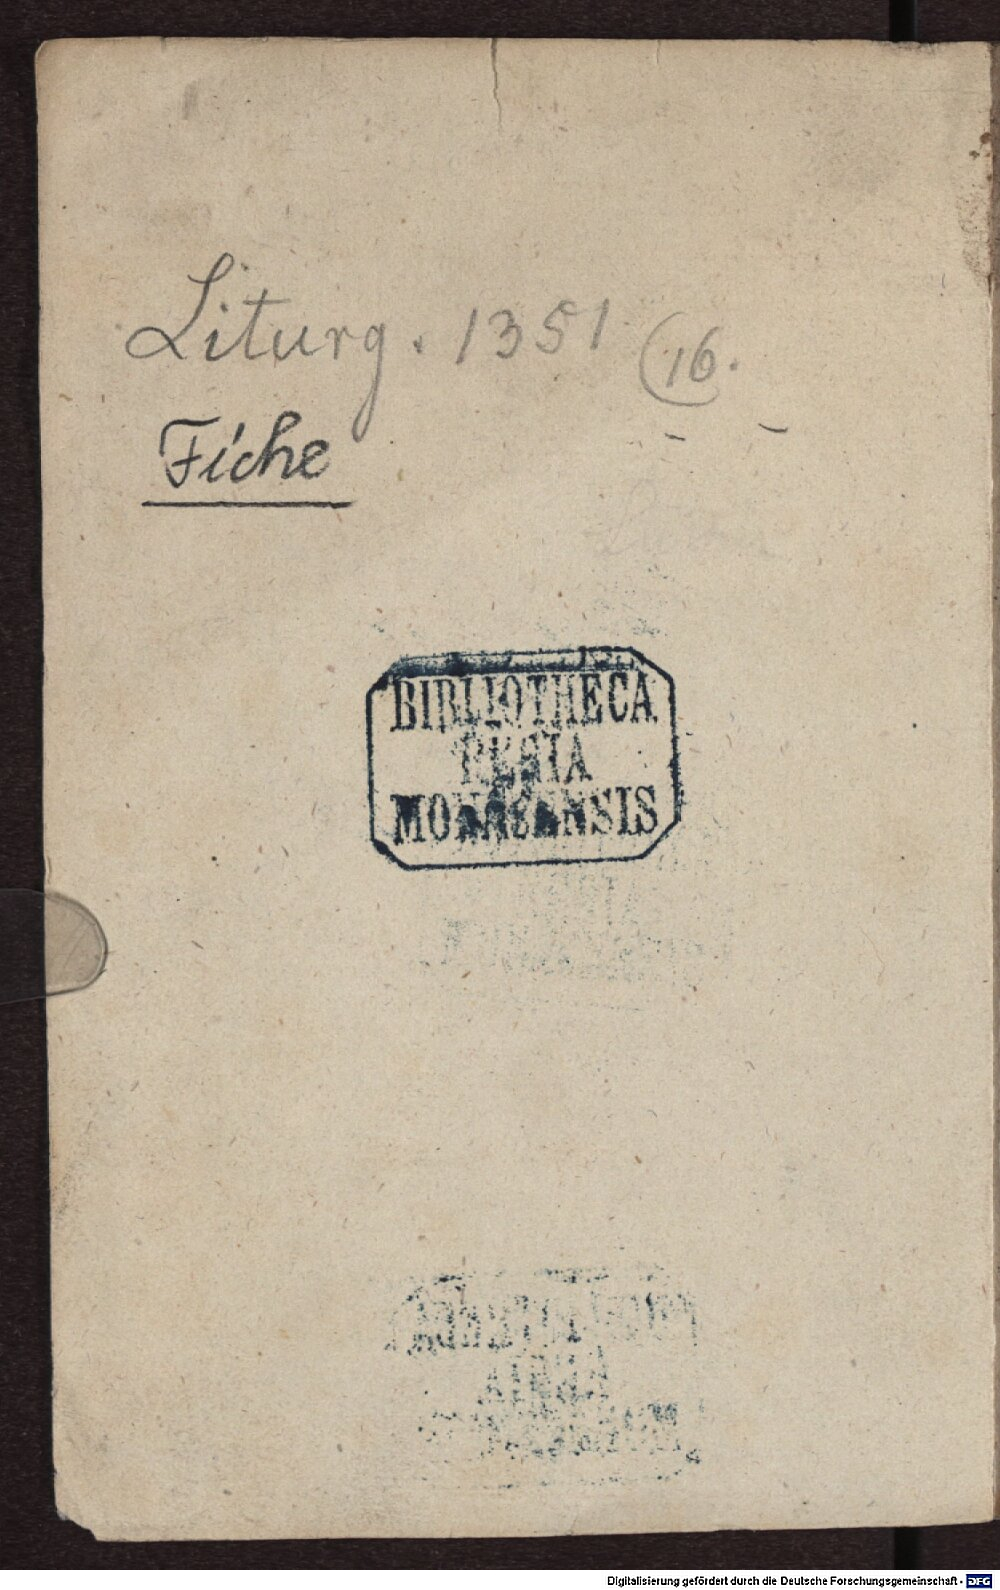 Liturg. 1351 (16.
Fiche
BIBLIOTHECA
REGIA
MONACENSIS
Digitalisierung gefördert durch die Deutsche Forschungsgemeinschaft - DFG